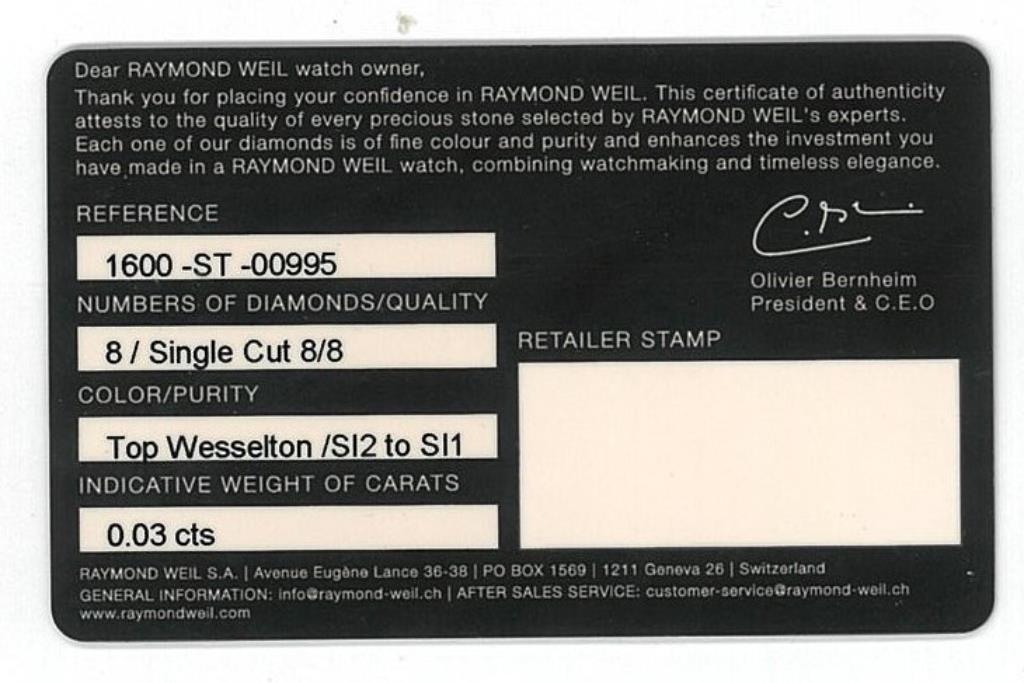 Dear RAYMOND WEIL watch owner,
Thank you for placing your confidence in RAYMOND WEIL. This certificate of authenticity
attests to the quality of every precious stone selected by RAYMOND WEIL's experts.
Each one of our diamonds is of fine colour and purity and enhances the investment you
have made in a RAYMOND WEIL watch, combining watchmaking and timeless elegance.
REFERENCE
1600 -ST -00995
NUMBERS OF DIAMONDS/QUALITY
8 / Single Cut 8/8
COLOR/PURITY
Top Wesselton /SI2 to SI1
INDICATIVE WEIGHT OF CARATS
0.03 cts
Olivier Bernheim
President & C.E.O
RETAILER STAMP
RAYMOND WEIL S.A. | Avenue Eugène Lance 36-38 | PO BOX 1569 | 1211 Geneva 26 | Switzerland
GENERAL INFORMATION: info@raymond-weil.ch | AFTER SALES SERVICE: customer-service@raymond-weil.ch
www.raymondweil.com